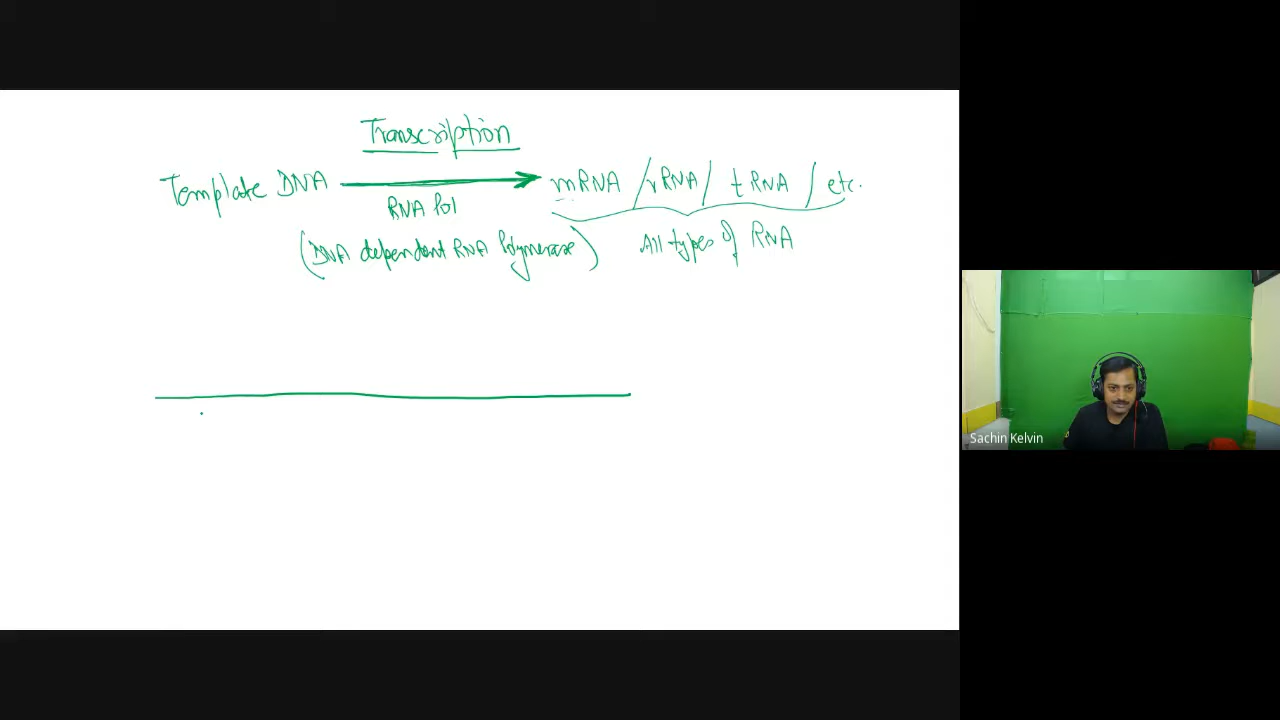 Transcription
Template DNA → mRNA / rRNA / tRNA / etc.
RNA Pol
(DNA dependent RNA Polymerase) All types of RNA
Sachin Kelvin